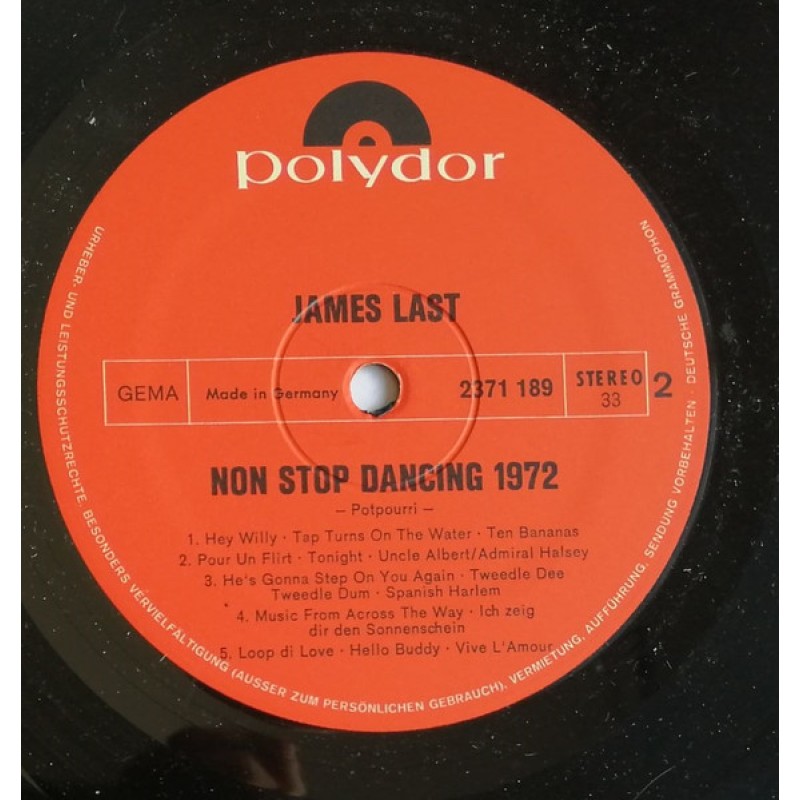 polydor
JAMES LAST
GEMA
Made in Germany
2371 189
STEREO
33
2
NON STOP DANCING 1972
– Potpourri –
1. Hey Willy · Tap Turns On The Water · Ten Bananas
2. Pour Un Flirt · Tonight · Uncle Albert/Admiral Halsey
3. He's Gonna Step On You Again · Tweedle Dee
Tweedle Dum · Spanish Harlem
4. Music From Across The Way · Ich zeig
dir den Sonnenschein
5. Loop di Love · Hello Buddy · Vive L'Amour
URHEBER- UND LEISTUNGSSCHUTZRECHTE, BESONDERS VERVIELFÄLTIGUNG (AUSSER ZUM PERSÖNLICHEN GEBRAUCH), VERMIETUNG, AUFFÜHRUNG, SENDUNG VORBEHALTEN · DEUTSCHE GRAMMOPHON